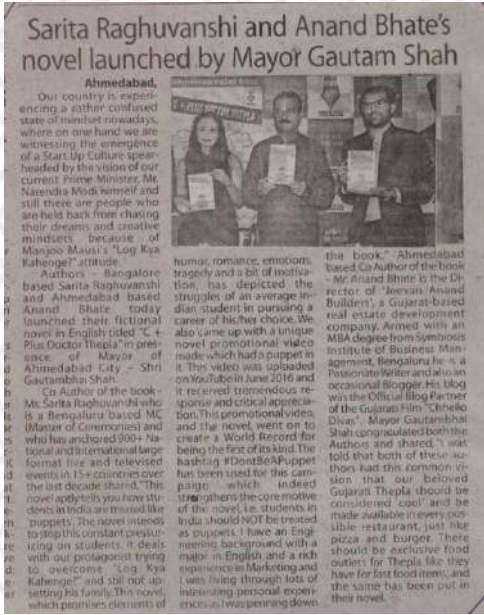 Sarita Raghuvanshi and Anand Bhate's
novel launched by Mayor Gautam Shah
Ahmedabad,
Our country is experi-
encing a rather confused
state of mindset nowadays,
where on one hand we are
witnessing the emergence
of a Start Up Culture spear-
headed by the vision of our
current Prime Minister, Mr.
Narendra Modi himself and
still there are people who
are held back from chasing
their dreams and creative
mindsets because of
Manjoo Mausi's "Log Kya
Kahenge?" attitude.
Authors - Bangalore
based Sarita Raghuvanshi
and Ahmedabad based
Anand Bhate today
launched their fictional
novel in English titled "C +
Plus Doctor Thepla" in pres-
ence of Mayor of
Ahmedabad City - Shri
Gautambhai Shah.
Co Author of the book -
Ms. Sarita Raghuvanshi who
is a Bengaluru based MC
(Master of Ceremonies) and
who has anchored 900+ Na-
tional and International large
format live and televised
events in 15+ countries over
the last decade shared, "This
novel aptly tells you how stu-
dents in India are treated like
puppets. The novel intends
to stop this constant pressur-
izing on students. It deals
with our protagonist trying
to overcome "Log Kya
Kahenge?" and still not up-
setting his family. This novel,
which promises elements of
humor, romance, emotions,
tragedy and a bit of motiva-
tion, has depicted the
struggles of an average In-
dian student in pursuing a
career of his/her choice. We
also came up with a unique
novel promotional video
made which had a puppet in
it. This video was uploaded
on YouTube in June 2016 and
it received tremendous re-
sponse and critical apprecia-
tion. This promotional video,
and the novel, went on to
create a World Record for
being the first of its kind. The
hashtag #DontBeAPuppet
has been used for this cam-
paign which indeed
strengthens the core motive
of the novel, i.e. students in
India should NOT be treated
as puppets. I have an Engi-
neering background with a
major in English and a rich
experience in Marketing and
I was living through lots of
interesting personal experi-
ences as I was penning down
the book," Ahmedabad
based Co Author of the book
- Mr. Anand Bhate is the Di-
rector of 'Jeevan Anand
Builders', a Gujarat-based
real estate development
company. Armed with an
MBA degree from Symbiosis
Institute of Business Man-
agement, Bengaluru he is a
Passionate Writer and also an
occasional Blogger. His blog
was the Official Blog Partner
of the Gujarati Film "Chhello
Divas". Mayor Gautambhai
Shah congratulated both the
Authors and shared, "I was
told that both of these au-
thors had this common vi-
sion that our beloved
Gujarati Thepla should be
considered 'cool' and be
made available in every pos-
sible restaurant, just like
pizza and burger. There
should be exclusive food
outlets for Thepla like they
have for fast food items; and
the same has been put in
their novel.